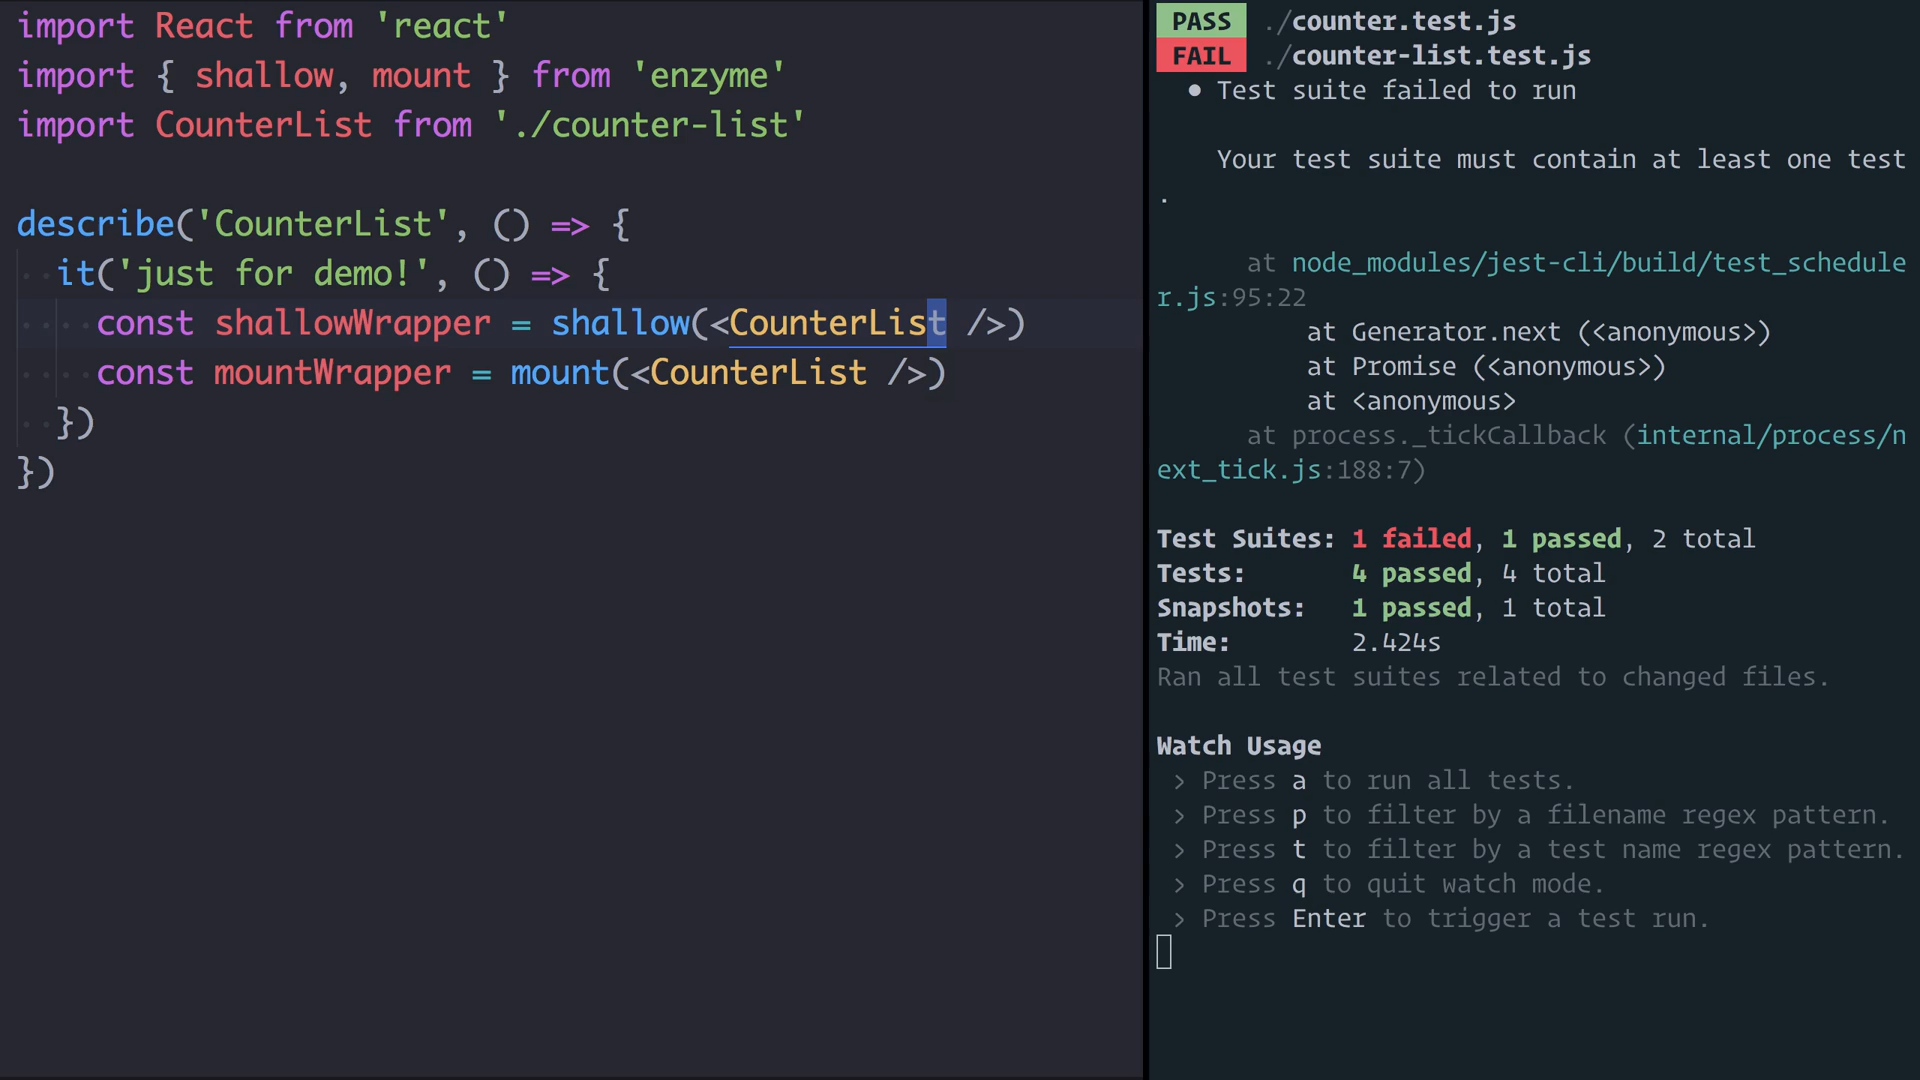 import React from 'react'
import { shallow, mount } from 'enzyme'
import CounterList from './counter-list'
describe('CounterList', () => {
it('just for demo!', () => {
const shallowWrapper = shallow(<CounterList />)
const mountWrapper = mount(<CounterList />)
})
})
PASS ./counter.test.js
FAIL ./counter-list.test.js
● Test suite failed to run
Your test suite must contain at least one test
.
at node_modules/jest-cli/build/test_schedule
r.js:95:22
at Generator.next (<anonymous>)
at Promise (<anonymous>)
at <anonymous>
at process._tickCallback (internal/process/n
ext_tick.js:188:7)
Test Suites: 1 failed, 1 passed, 2 total
Tests: 4 passed, 4 total
Snapshots: 1 passed, 1 total
Time: 2.424s
Ran all test suites related to changed files.
Watch Usage
> Press a to run all tests.
> Press p to filter by a filename regex pattern.
> Press t to filter by a test name regex pattern.
> Press q to quit watch mode.
> Press Enter to trigger a test run.